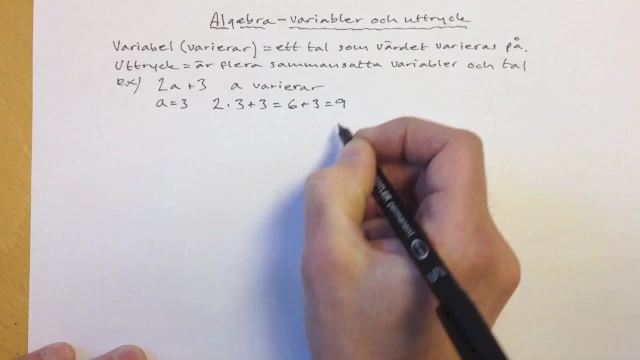 Algebra - variabler och uttryck
Variabel (varierar) = ett tal som värdet varieras på.
Uttryck = är flera sammansatta variabler och tal
ex) 2a+3 a varierar
a=3 2·3+3=6+3=9
permanent
S